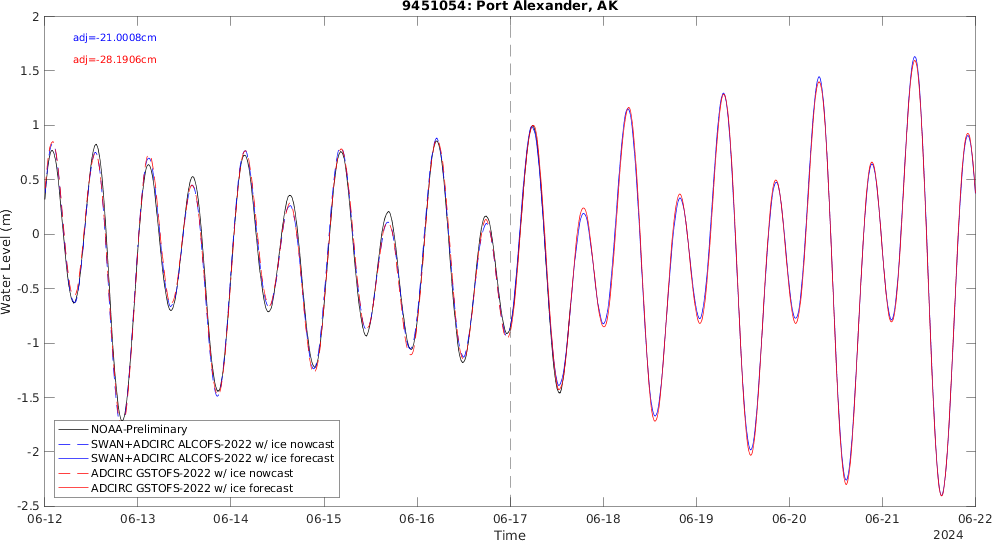 9451054: Port Alexander, AK
adj=-21.0008cm
adj=-28.1906cm
Water Level (m)
2
1.5
1
0.5
0
-0.5
-1
-1.5
-2
-2.5
NOAA-Preliminary
SWAN+ADCIRC ALCOFS-2022 w/ ice nowcast
SWAN+ADCIRC ALCOFS-2022 w/ ice forecast
ADCIRC GSTOFS-2022 w/ ice nowcast
ADCIRC GSTOFS-2022 w/ ice forecast
06-12 06-13 06-14 06-15 06-16 06-17 06-18 06-19 06-20 06-21 06-22
Time
2024